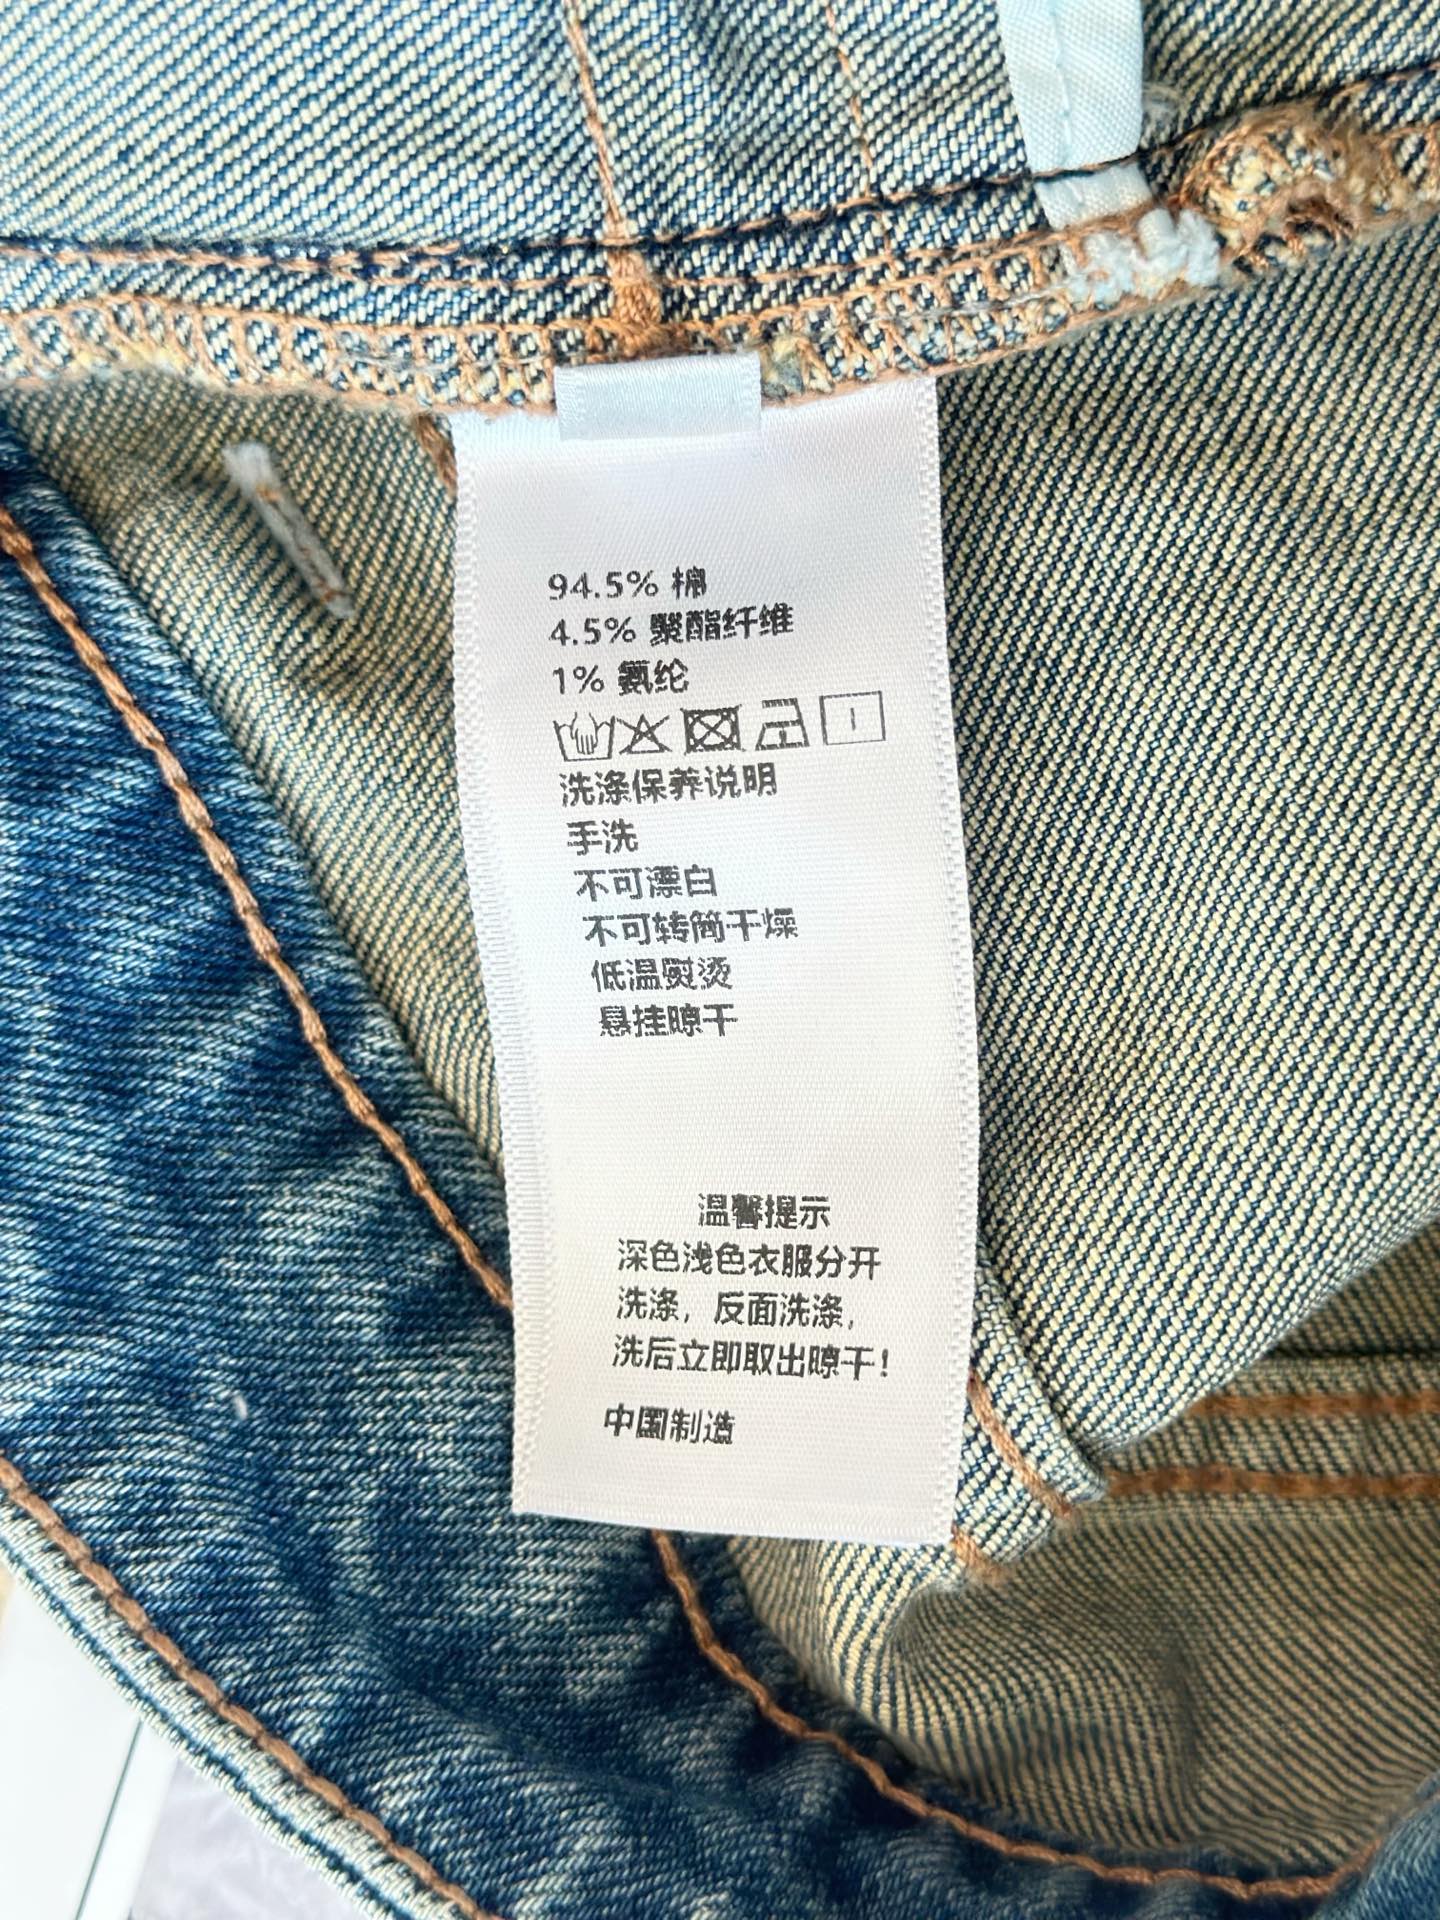 94.5% 棉
4.5% 聚酯纤维
1% 氨纶
洗涤保养说明
手洗
不可漂白
不可转筒干燥
低温熨烫
悬挂晾干
温馨提示
深色浅色衣服分开
洗涤，反面洗涤，
洗后立即取出晾干！
中国制造